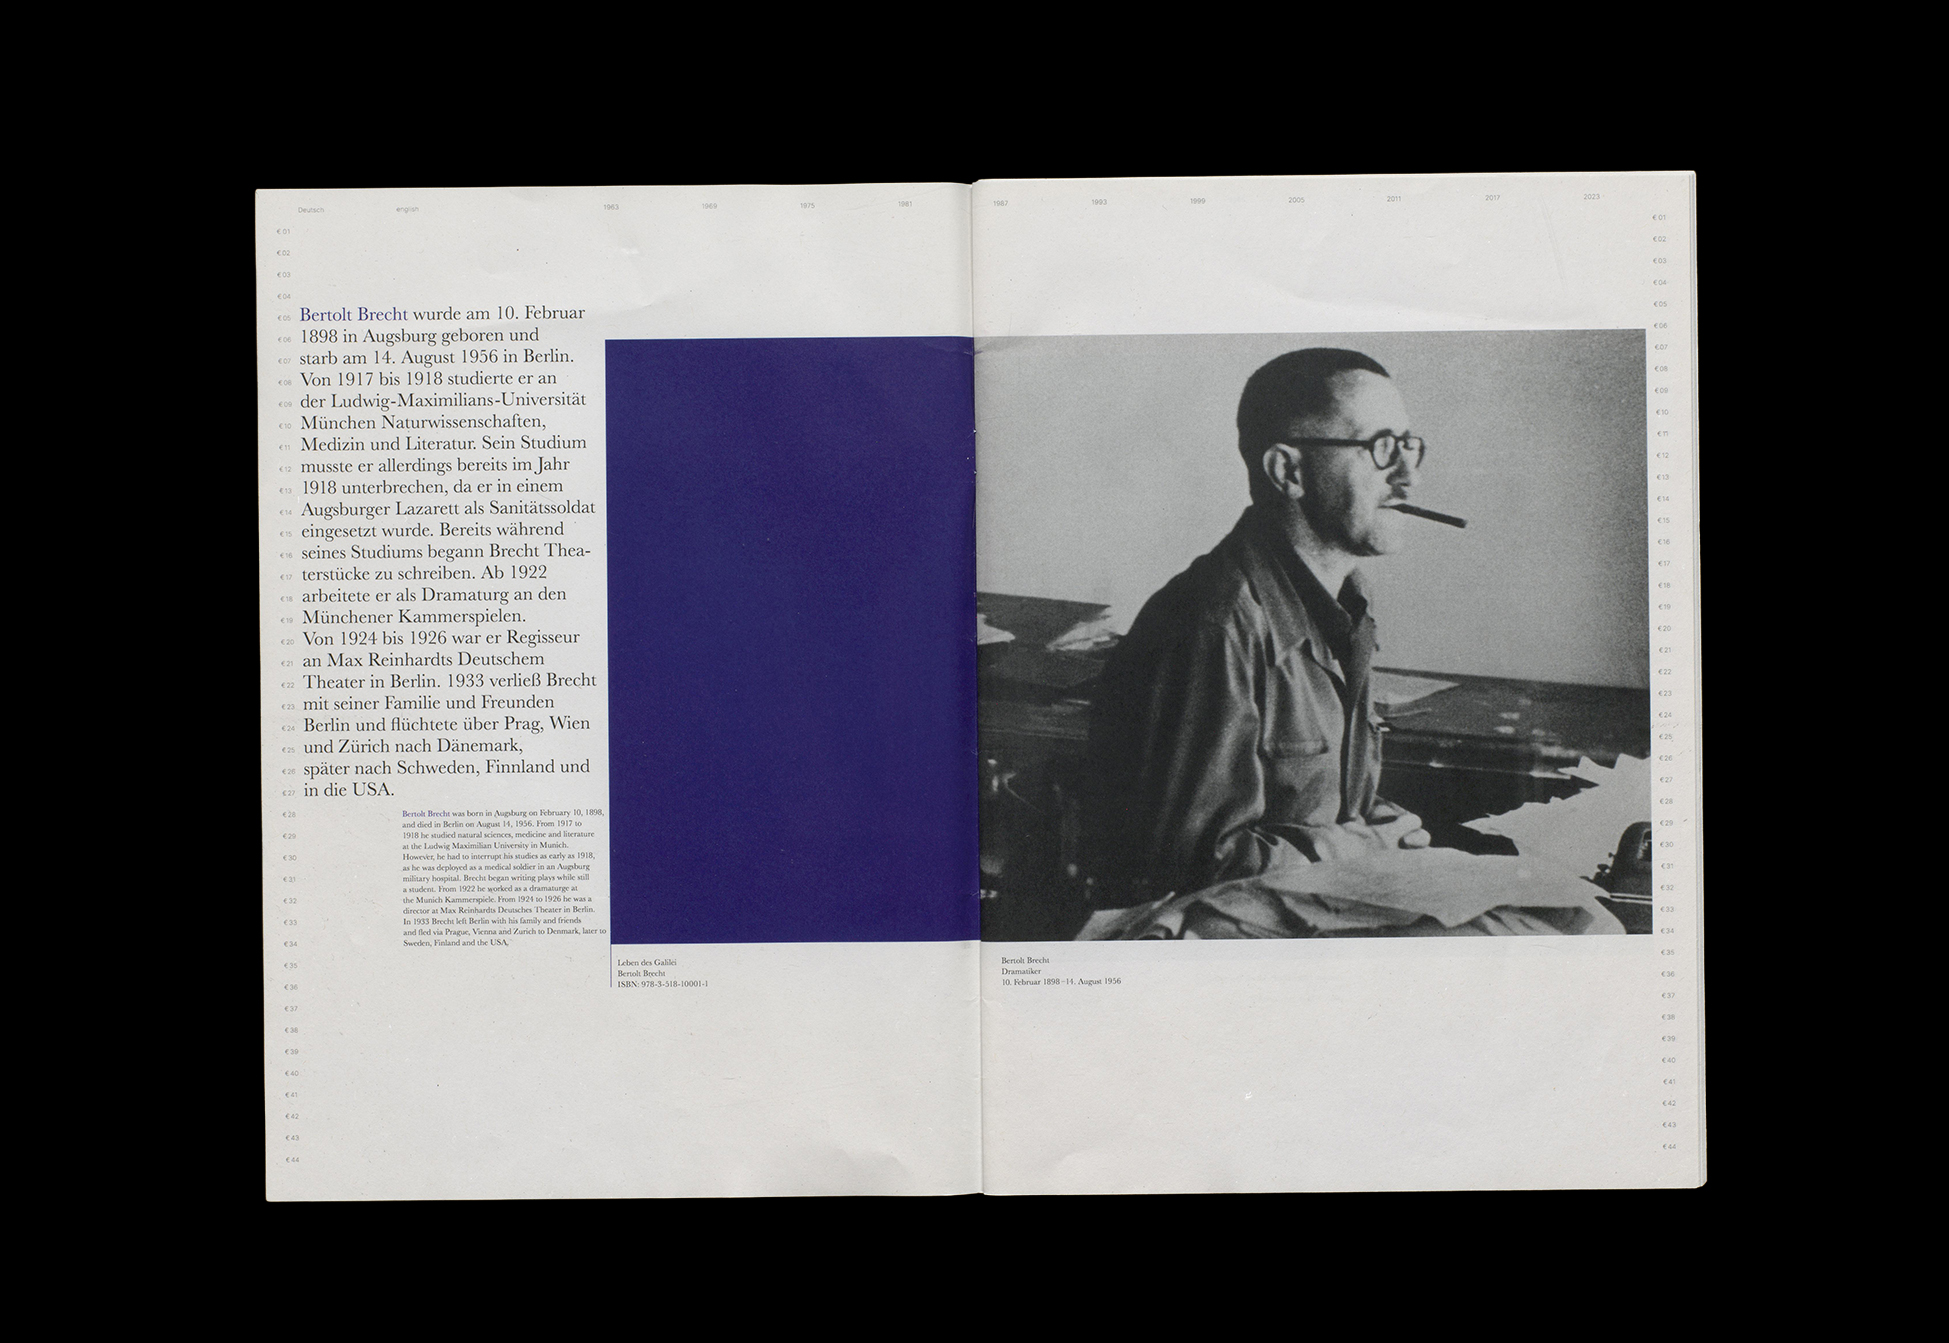 Deutsch
english
1963
1969
1975
1981
1987
1993
1999
2005
2011
2017
2023
€ 01
€ 02
€ 03
€ 04
€ 05
€ 06
€ 07
€ 08
€ 09
€ 10
€ 11
€ 12
€ 13
€ 14
€ 15
€ 16
€ 17
€ 18
€ 19
€ 20
€ 21
€ 22
€ 23
€ 24
€ 25
€ 26
€ 27
€ 28
€ 29
€ 30
€ 31
€ 32
€ 33
€ 34
€ 35
€ 36
€ 37
€ 38
€ 39
€ 40
€ 41
€ 42
€ 43
€ 44
Bertolt Brecht wurde am 10. Februar
1898 in Augsburg geboren und
starb am 14. August 1956 in Berlin.
Von 1917 bis 1918 studierte er an
der Ludwig-Maximilians-Universität
München Naturwissenschaften,
Medizin und Literatur. Sein Studium
musste er allerdings bereits im Jahr
1918 unterbrechen, da er in einem
Augsburger Lazarett als Sanitätssoldat
eingesetzt wurde. Bereits während
seines Studiums begann Brecht Thea-
terstücke zu schreiben. Ab 1922
arbeitete er als Dramaturg an den
Münchener Kammerspielen.
Von 1924 bis 1926 war er Regisseur
an Max Reinhardts Deutschem
Theater in Berlin. 1933 verließ Brecht
mit seiner Familie und Freunden
Berlin und flüchtete über Prag, Wien
und Zürich nach Dänemark,
später nach Schweden, Finnland und
in die USA.
Bertolt Brecht was born in Augsburg on February 10, 1898,
and died in Berlin on August 14, 1956. From 1917 to
1918 he studied natural sciences, medicine and literature
at the Ludwig Maximilian University in Munich.
However, he had to interrupt his studies as early as 1918,
as he was deployed as a medical soldier in an Augsburg
military hospital. Brecht began writing plays while still
a student. From 1922 he worked as a dramaturge at
the Munich Kammerspiele. From 1924 to 1926 he was a
director at Max Reinhardts Deutsches Theater in Berlin.
In 1933 Brecht left Berlin with his family and friends
and fled via Prague, Vienna and Zurich to Denmark, later to
Sweden, Finland and the USA.
Leben des Galilei
Bertolt Brecht
ISBN: 978-3-518-10001-1
Bertolt Brecht
Dramatiker
10. Februar 1898–14. August 1956
€ 01
€ 02
€ 03
€ 04
€ 05
€ 06
€ 07
€ 08
€ 09
€ 10
€ 11
€ 12
€ 13
€ 14
€ 15
€ 16
€ 17
€ 18
€ 19
€ 20
€ 21
€ 22
€ 23
€ 24
€ 25
€ 26
€ 27
€ 28
€ 29
€ 30
€ 31
€ 32
€ 33
€ 34
€ 35
€ 36
€ 37
€ 38
€ 39
€ 40
€ 41
€ 42
€ 43
€ 44